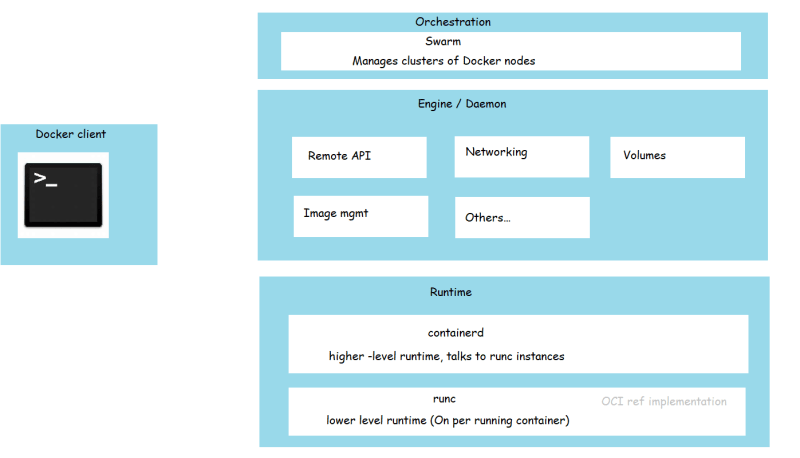 Orchestration
Swarm
Manages clusters of Docker nodes
Engine / Daemon
Docker client
>_
Remote API
Networking
Volumes
Image mgmt
Others...
Runtime
containerd
higher -level runtime, talks to runc instances
runc
OCI ref implementation
lower level runtime (On per running container)